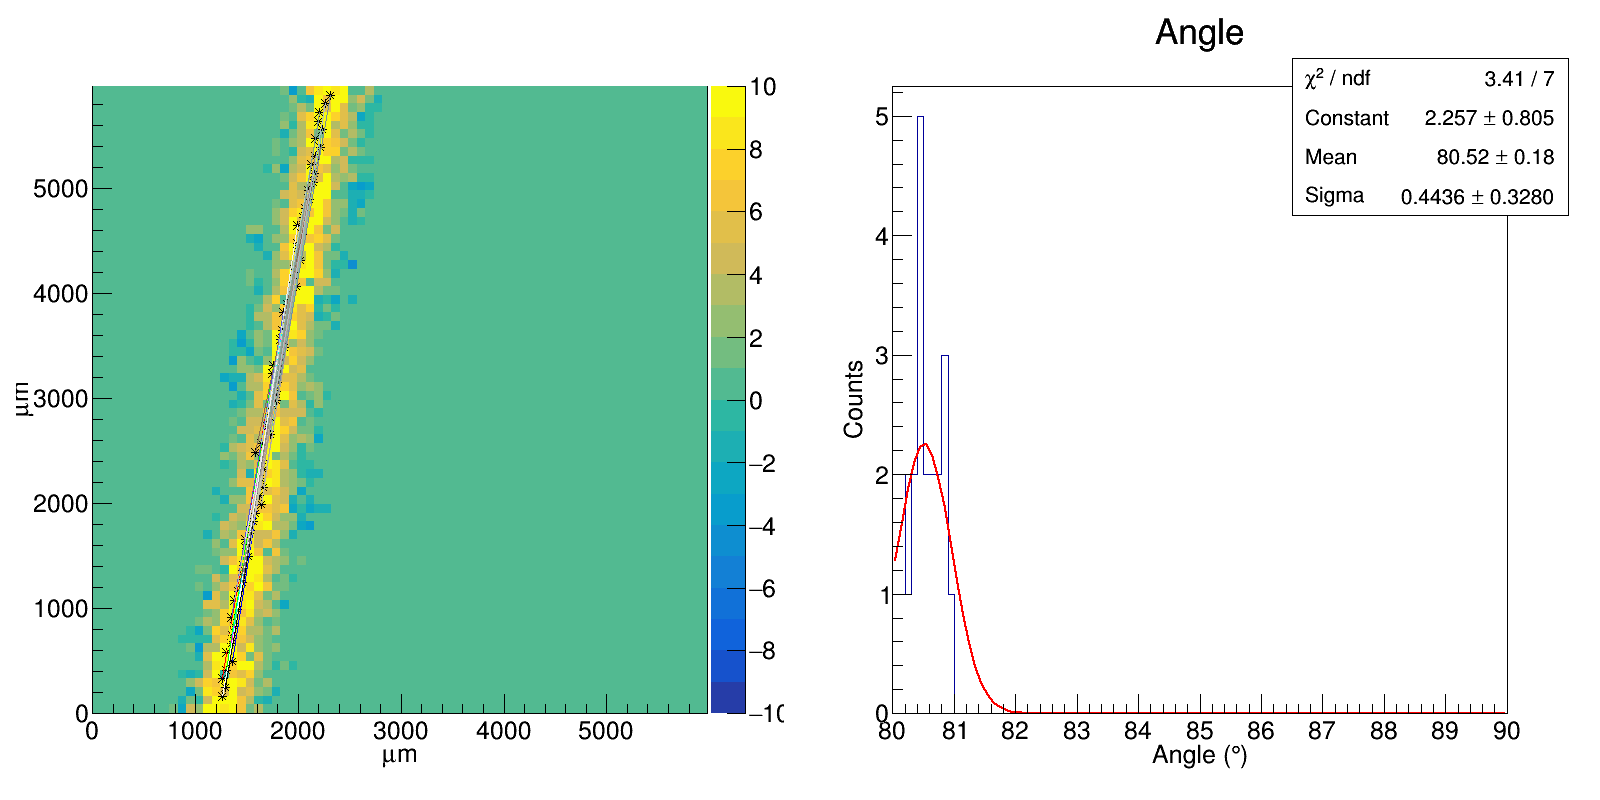 Angle
χ² / ndf 3.41 / 7
Constant 2.257 ± 0.805
Mean 80.52 ± 0.18
Sigma 0.4436 ± 0.3280
5000
4000
3000
2000
1000
0
0 1000 2000 3000 4000 5000
μm
μm
10
8
6
4
2
0
−2
−4
−6
−8
−10
5
4
3
2
1
0
Counts
80 81 82 83 84 85 86 87 88 89 90
Angle (°)